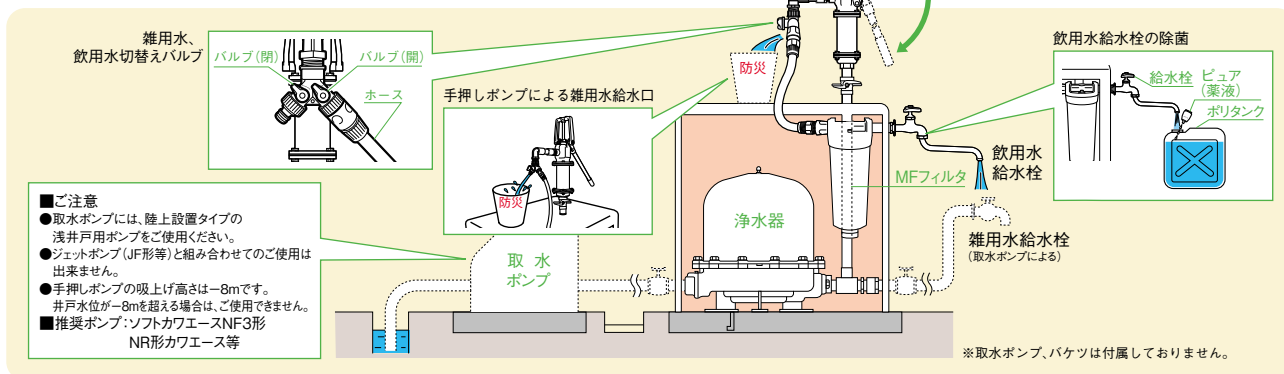 雑用水、
飲用水切替えバルブ
バルブ(閉)
バルブ(開)
ホース
手押しポンプによる雑用水給水口
防災
防災
飲用水給水栓の除菌
給水栓
ピュア
(薬液)
ポリタンク
飲用水
給水栓
MFフィルタ
浄水器
雑用水給水栓
(取水ポンプによる)
取水
ポンプ
■ご注意
●取水ポンプには、陸上設置タイプの
浅井戸用ポンプをご使用ください。
●ジェットポンプ(JF形等)と組み合わせてのご使用は
出来ません。
●手押しポンプの吸上げ高さは−8mです。
井戸水位が−8mを超える場合は、ご使用できません。
■推奨ポンプ:ソフトカワエースNF3形
NR形カワエース等
※取水ポンプ、バケツは付属しておりません。